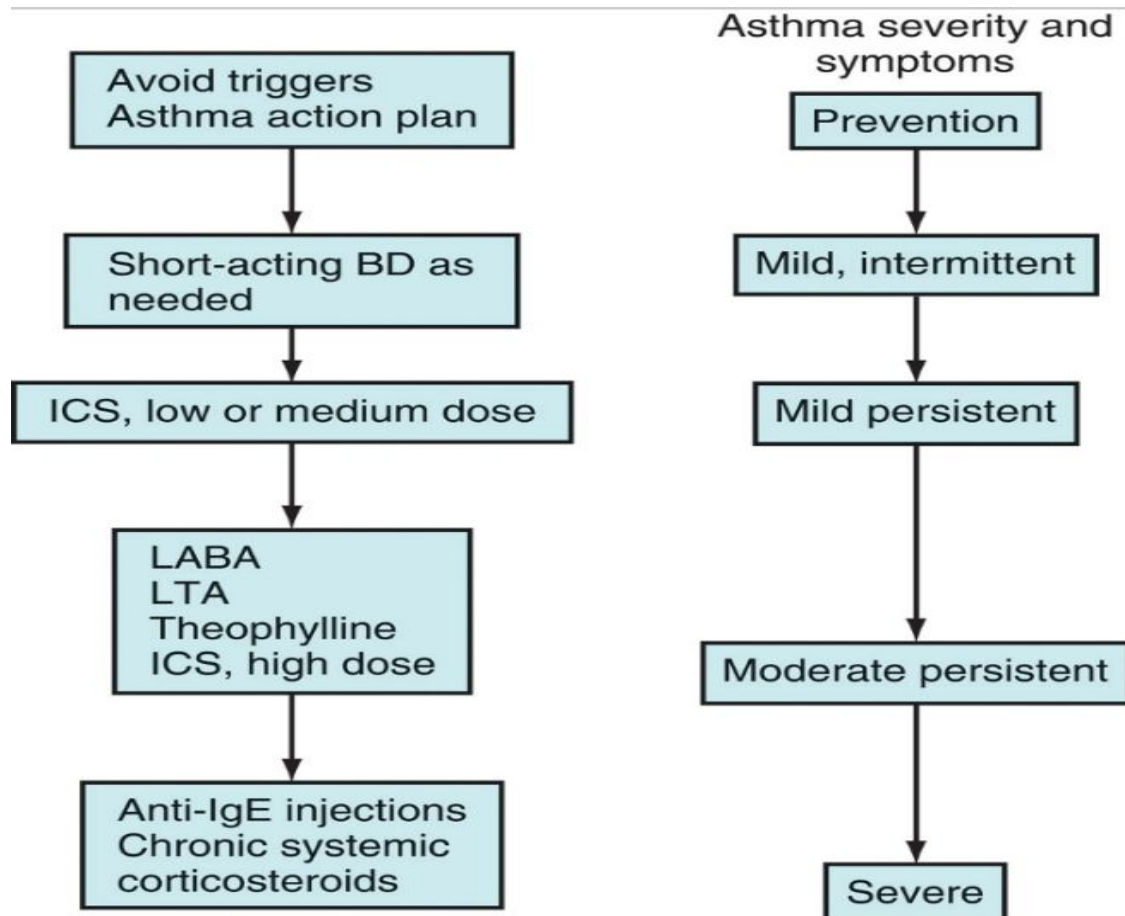 Avoid triggers
Asthma action plan
Short-acting BD as
needed
ICS, low or medium dose
LABA
LTA
Theophylline
ICS, high dose
Anti-IgE injections
Chronic systemic
corticosteroids
Asthma severity and
symptoms
Prevention
Mild, intermittent
Mild persistent
Moderate persistent
Severe